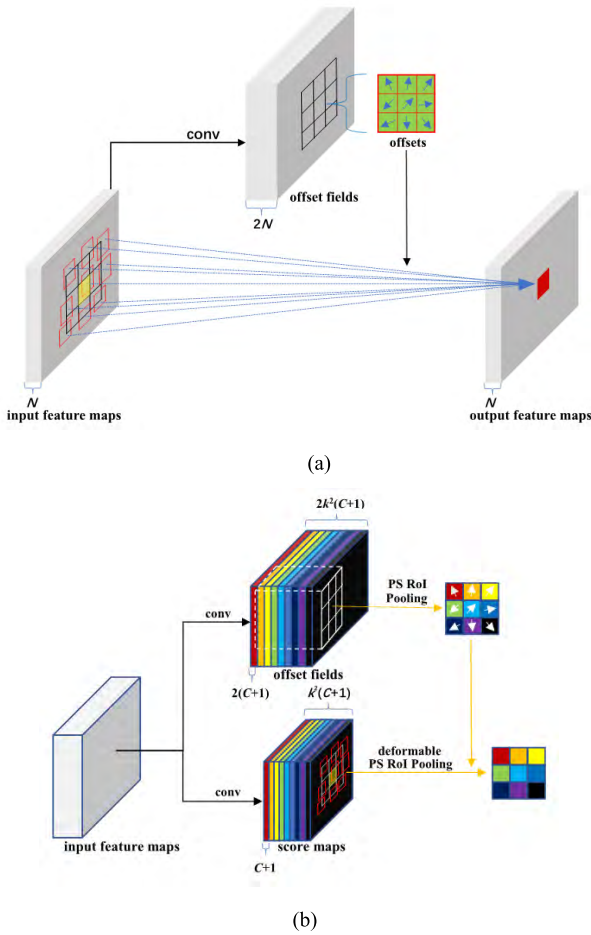 conv
offsets
offset fields
2N
N
input feature maps
N
output feature maps
(a)
2k²(C+1)
PS RoI
Pooling
conv
offset fields
2(C+1)
k²(C+1)
deformable
PS RoI Pooling
conv
input feature maps
score maps
C+1
(b)